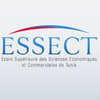 ESSECT
Ecole Supérieure des Sciences Economiques
et Commerciales de Tunis